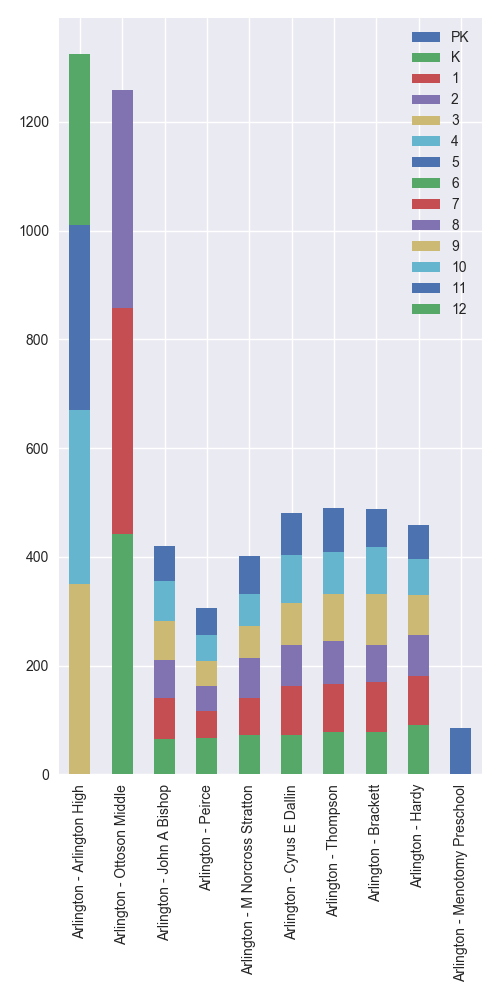 PK
K
1
2
3
4
5
6
7
8
9
10
11
12
1200
1000
800
600
400
200
0
Arlington - Arlington High
Arlington - Ottoson Middle
Arlington - John A Bishop
Arlington - Peirce
Arlington - M Norcross Stratton
Arlington - Cyrus E Dallin
Arlington - Thompson
Arlington - Brackett
Arlington - Hardy
Arlington - Menotomy Preschool